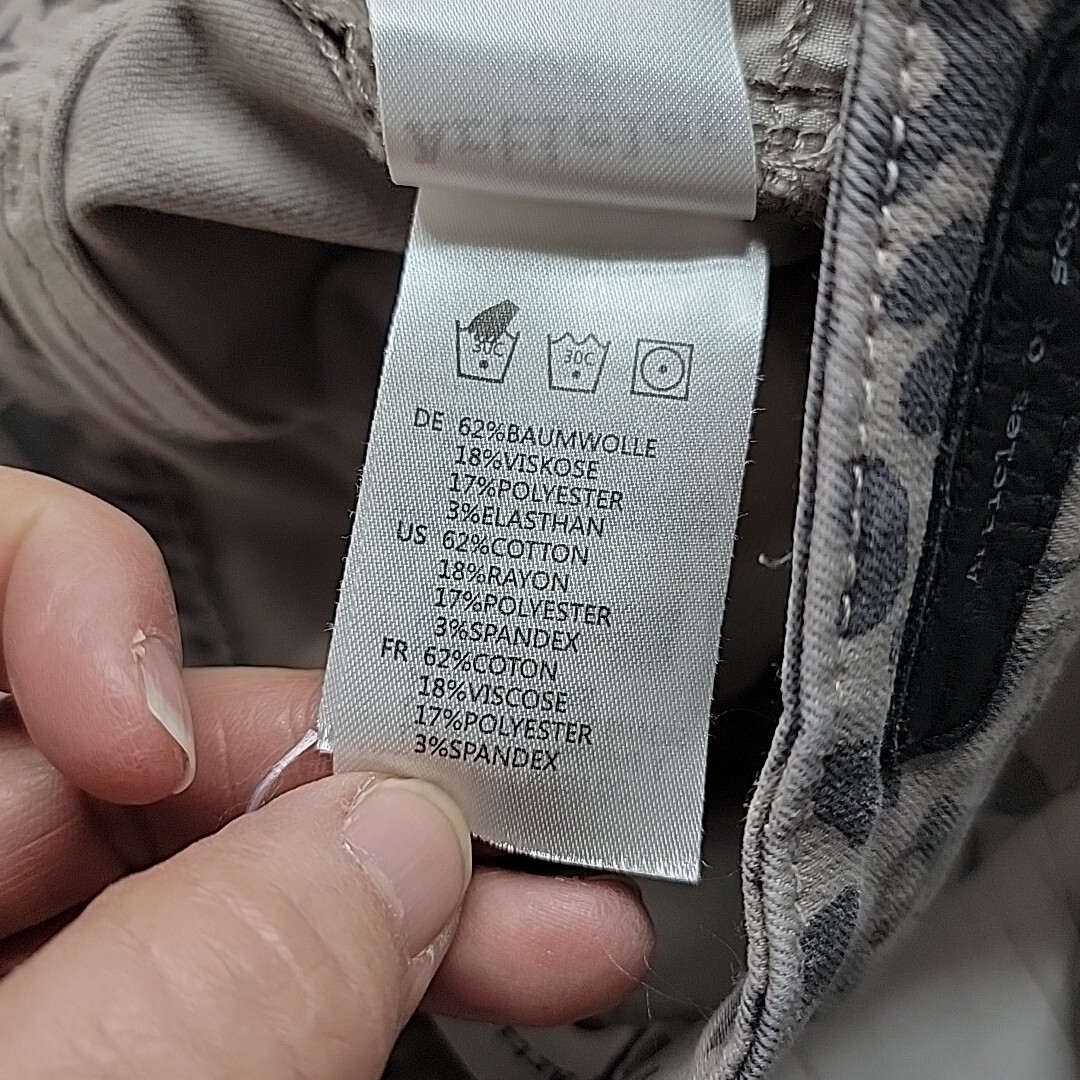 30C 30C
DE 62%BAUMWOLLE
18%VISKOSE
17%POLYESTER
3%ELASTHAN
US 62%COTTON
18%RAYON
17%POLYESTER
3%SPANDEX
FR 62%COTON
18%VISCOSE
17%POLYESTER
3%SPANDEX